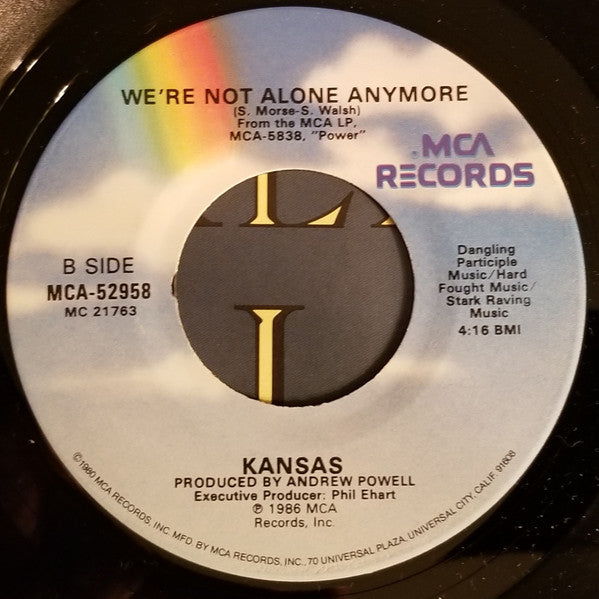 WE'RE NOT ALONE ANYMORE
(S. Morse-S. Walsh)
From the MCA LP,
MCA-5838, "Power"
MCA
RECORDS
B SIDE
MCA-52958
MC 21763
Dangling
Participle
Music/Hard
Fought Music/
Stark Raving
Music
4:16 BMI
KANSAS
PRODUCED BY ANDREW POWELL
Executive Producer: Phil Ehart
℗ 1986 MCA
Records, Inc.
©1980 MCA RECORDS, INC. MFD. BY MCA RECORDS, INC., 70 UNIVERSAL PLAZA, UNIVERSAL CITY, CALIF. 91608